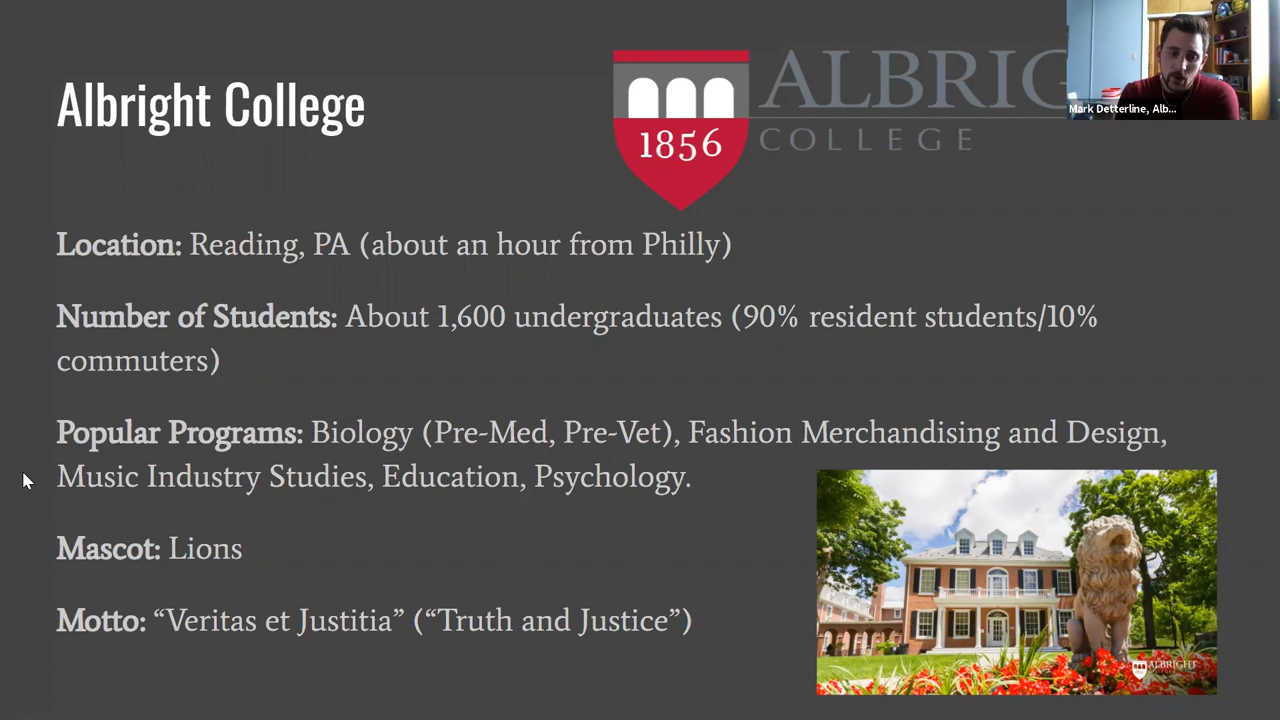 Albright College
1856
ALBRIG
COLLEGE
Mark Detterline, Alb...
Location: Reading, PA (about an hour from Philly)
Number of Students: About 1,600 undergraduates (90% resident students/10%
commuters)
Popular Programs: Biology (Pre-Med, Pre-Vet), Fashion Merchandising and Design,
Music Industry Studies, Education, Psychology.
Mascot: Lions
Motto: “Veritas et Justitia” (“Truth and Justice”)
ALBRIGHT